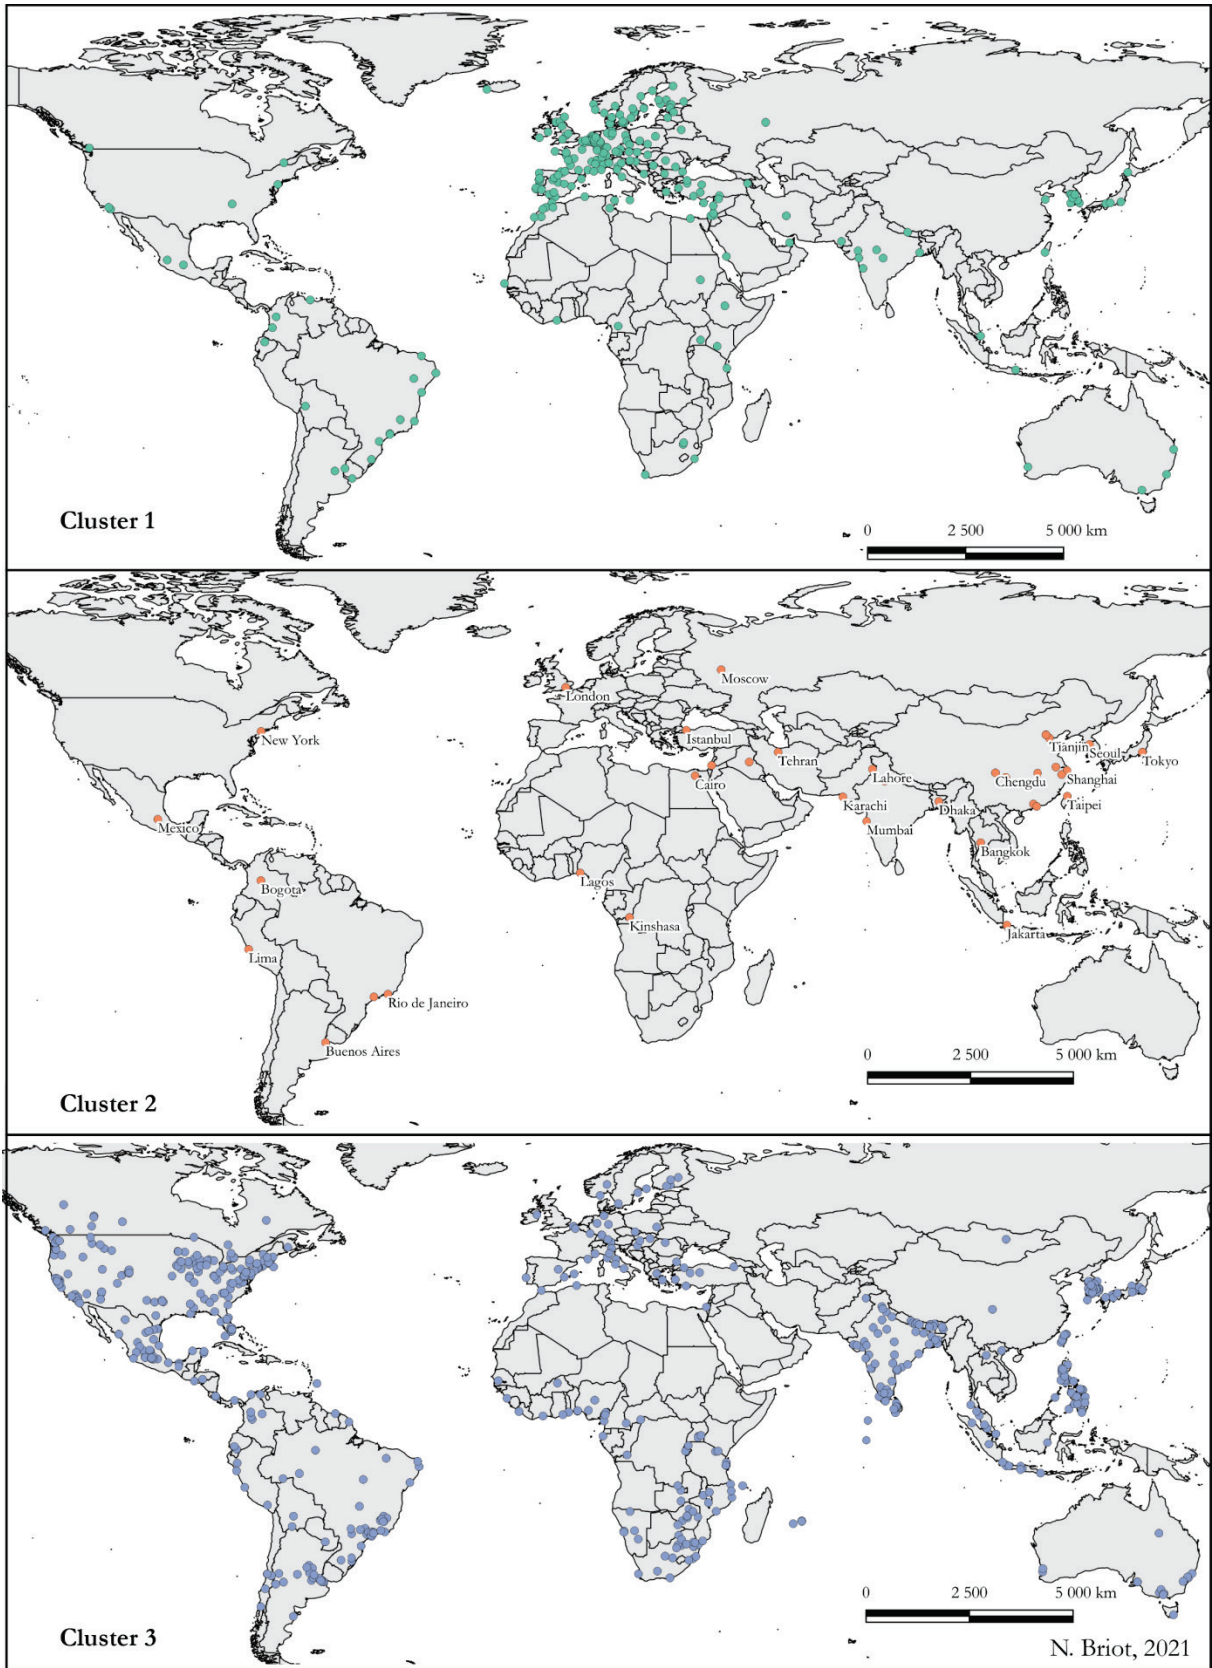 Cluster 1
0 2 500 5 000 km
Moscow
London
New York
Istanbul
Tianjin
Seoul
Tokyo
Tehran
Lahore
Chengdu
Shanghai
Cairo
Karachi
Dhaka
Taipei
Mexico
Mumbai
Bangkok
Bogota
Lagos
Kinshasa
Jakarta
Lima
Rio de Janeiro
Buenos Aires
0 2 500 5 000 km
Cluster 2
0 2 500 5 000 km
Cluster 3
N. Briot, 2021